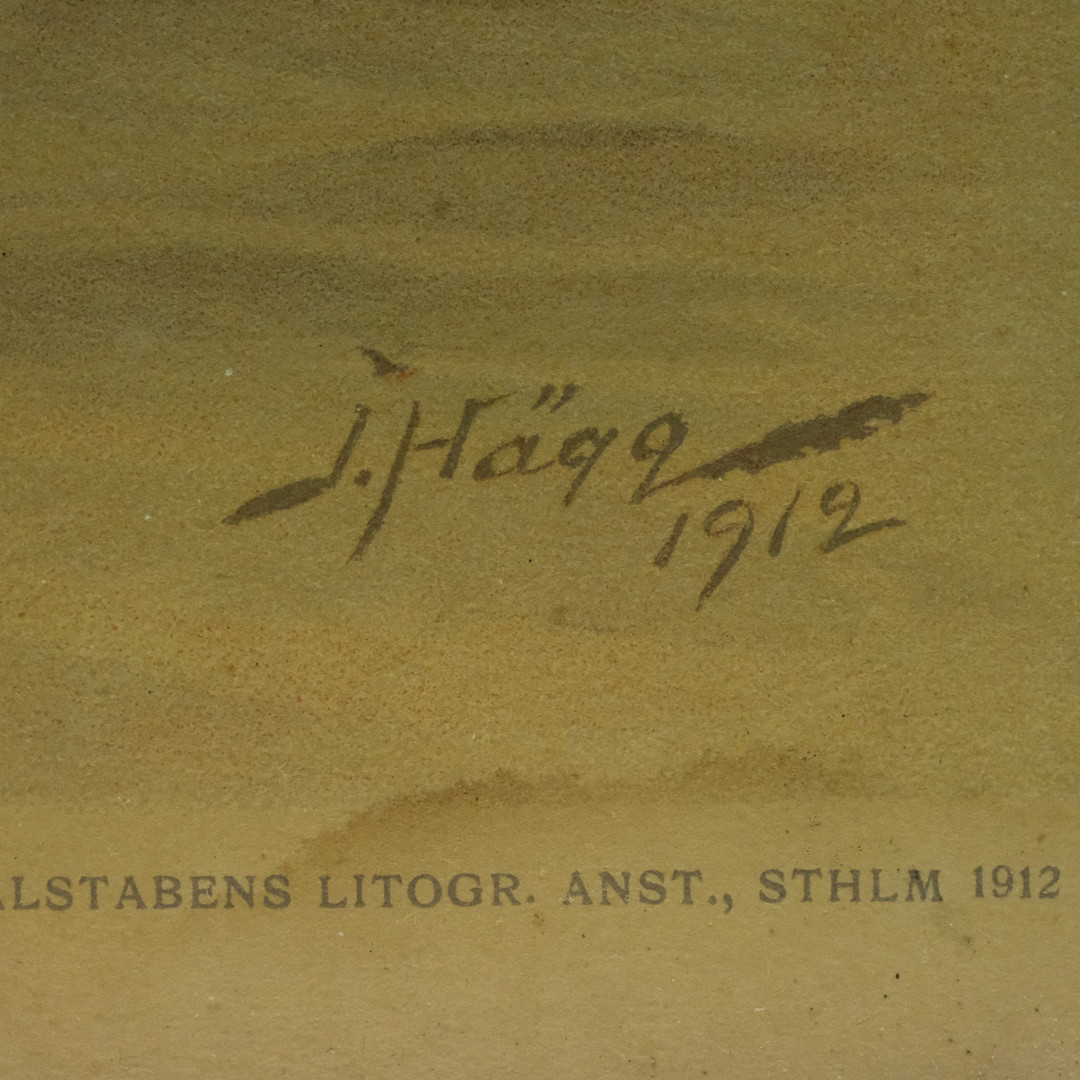 J. Hägg
1912
ALSTABENS LITOGR. ANST., STHLM 1912